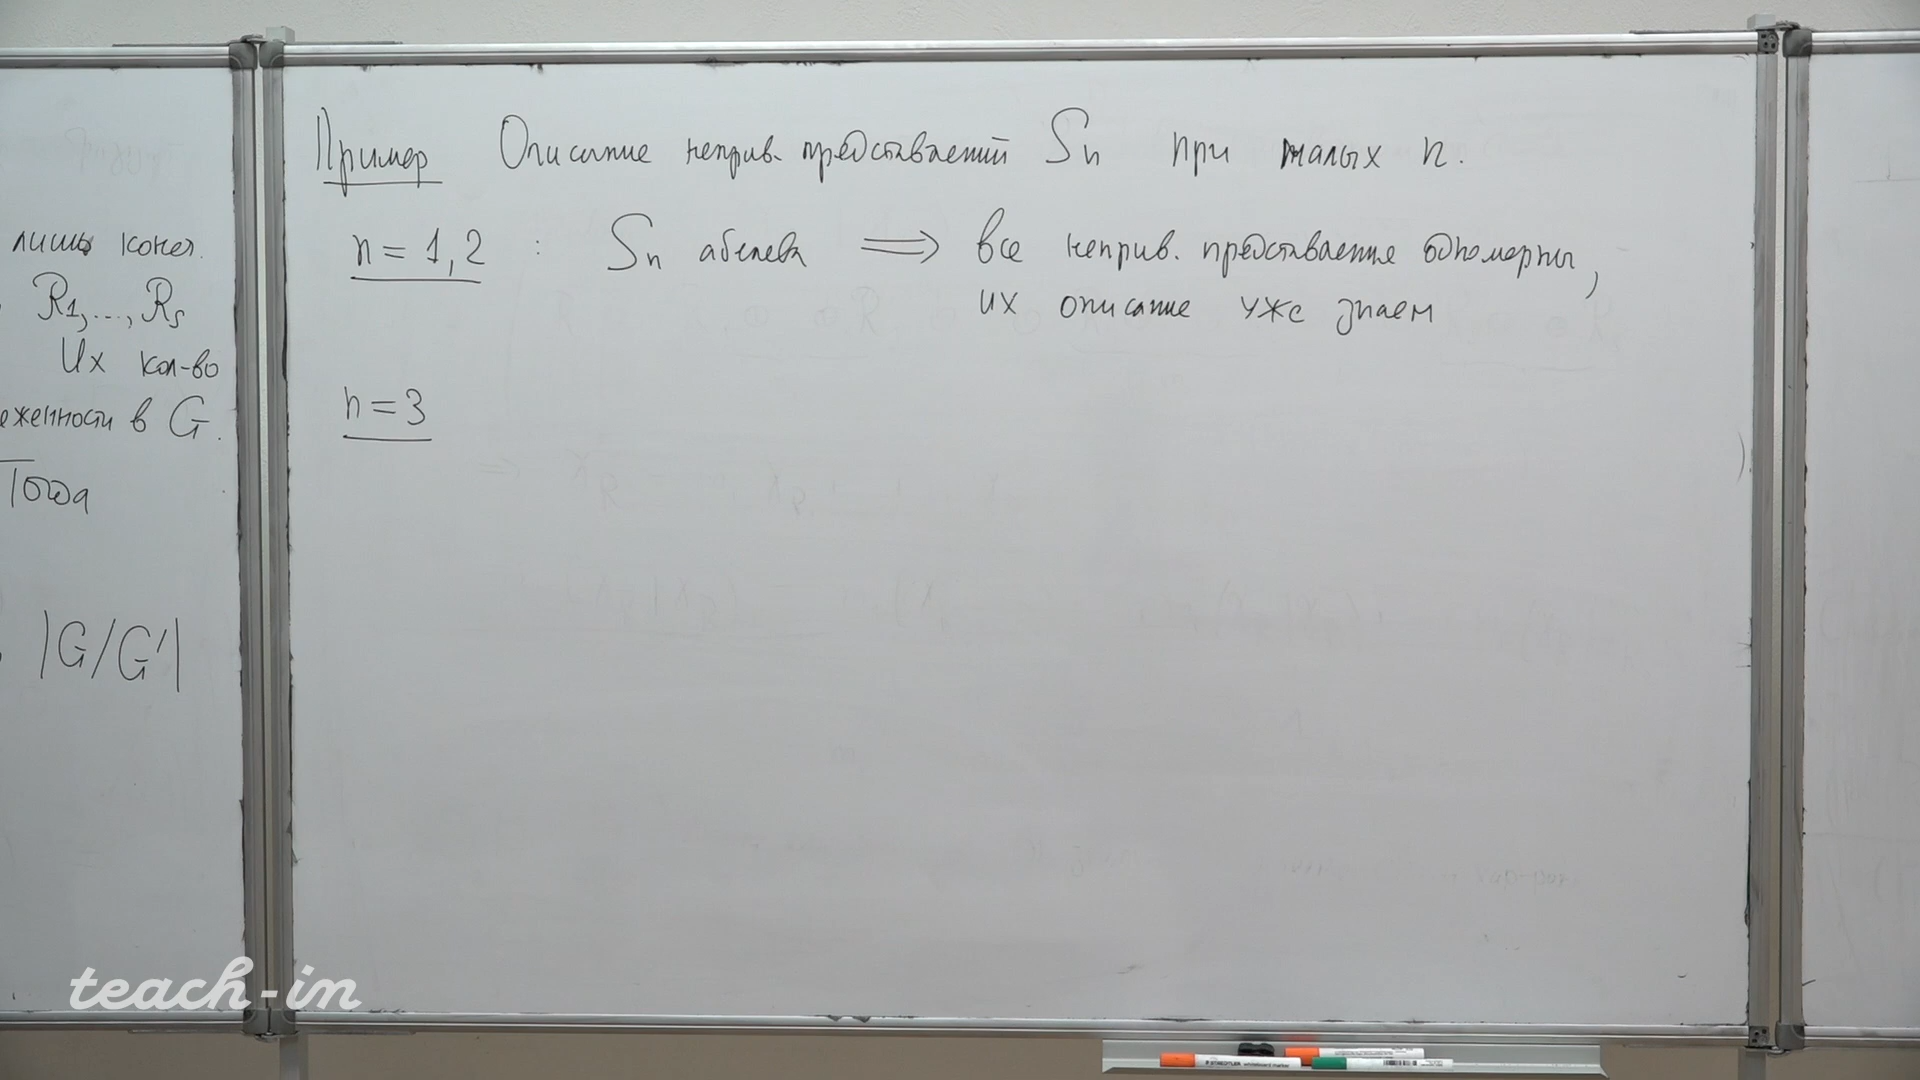 лишь конеч.
R₁,..., Rₛ
Их кол-во
еженности в G.
Тогда
|G/G'|
Пример Описание неприв. представлений Sₙ при малых n.
n = 1,2 : Sₙ абелева ⟹ все неприв. представления одномерны,
их описание уже знаем
n = 3
teach-in